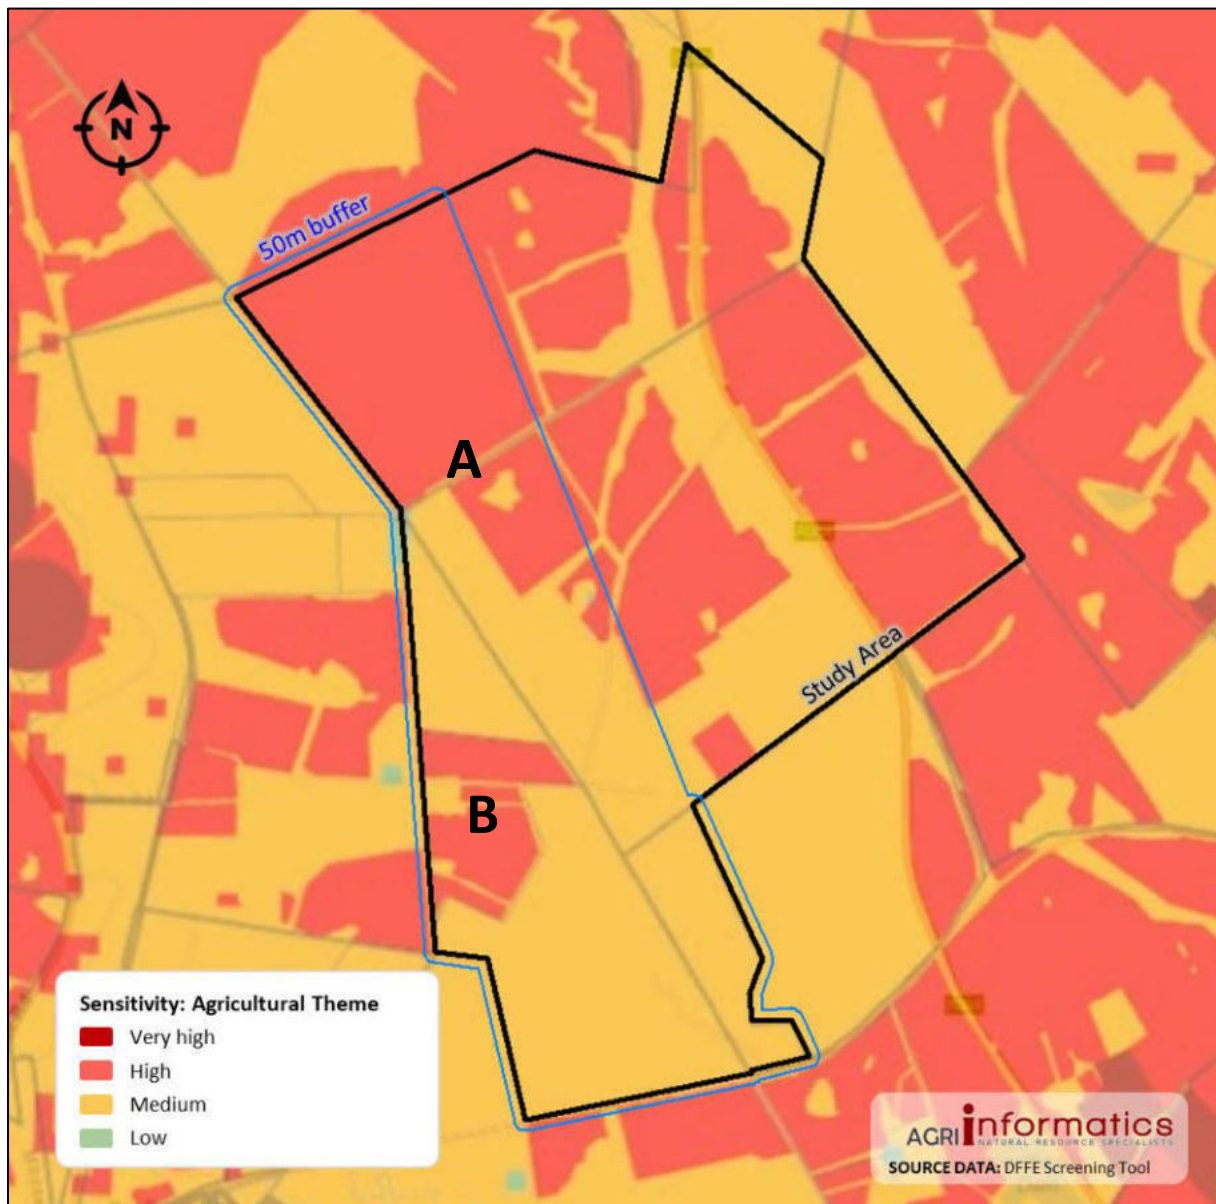 N
50m buffer
A
Study Area
B
Sensitivity: Agricultural Theme
Very high
High
Medium
Low
AGRI informatics
NATURAL RESOURCE SPECIALISTS
SOURCE DATA: DFFE Screening Tool